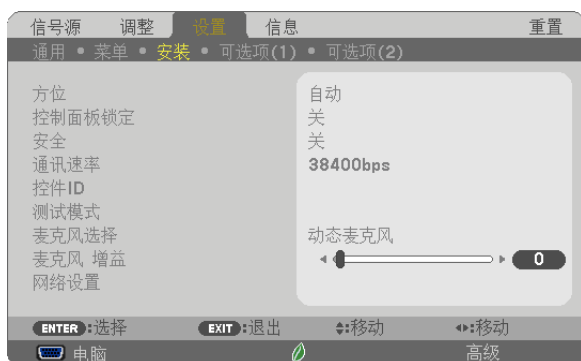 信号源 调整 设置 信息 重置
通用 • 菜单 • 安装 • 可选项(1) • 可选项(2)
方位 自动
控制面板锁定 关
安全 关
通讯速率 38400bps
控件ID
测试模式
麦克风选择 动态麦克风
麦克风 增益 0
网络设置
ENTER:选择 EXIT:退出 :移动 :移动
电脑 高级